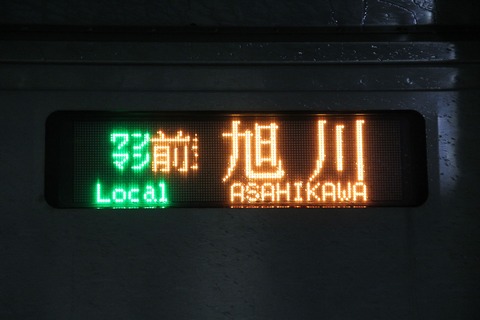 ﾜﾝ
ﾏﾝ前 旭川
Local ASAHIKAWA